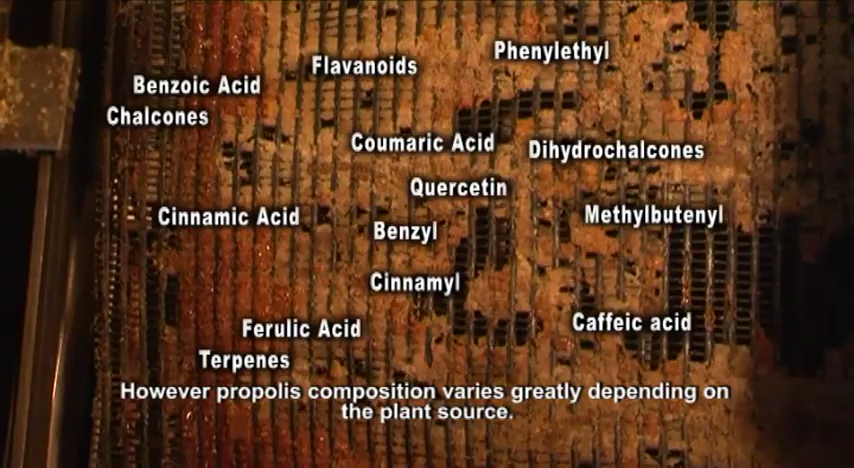 Phenylethyl
Flavanoids
Benzoic Acid
Chalcones
Coumaric Acid
Dihydrochalcones
Quercetin
Cinnamic Acid
Methylbutenyl
Benzyl
Cinnamyl
Caffeic acid
Ferulic Acid
Terpenes
However propolis composition varies greatly depending on
the plant source.